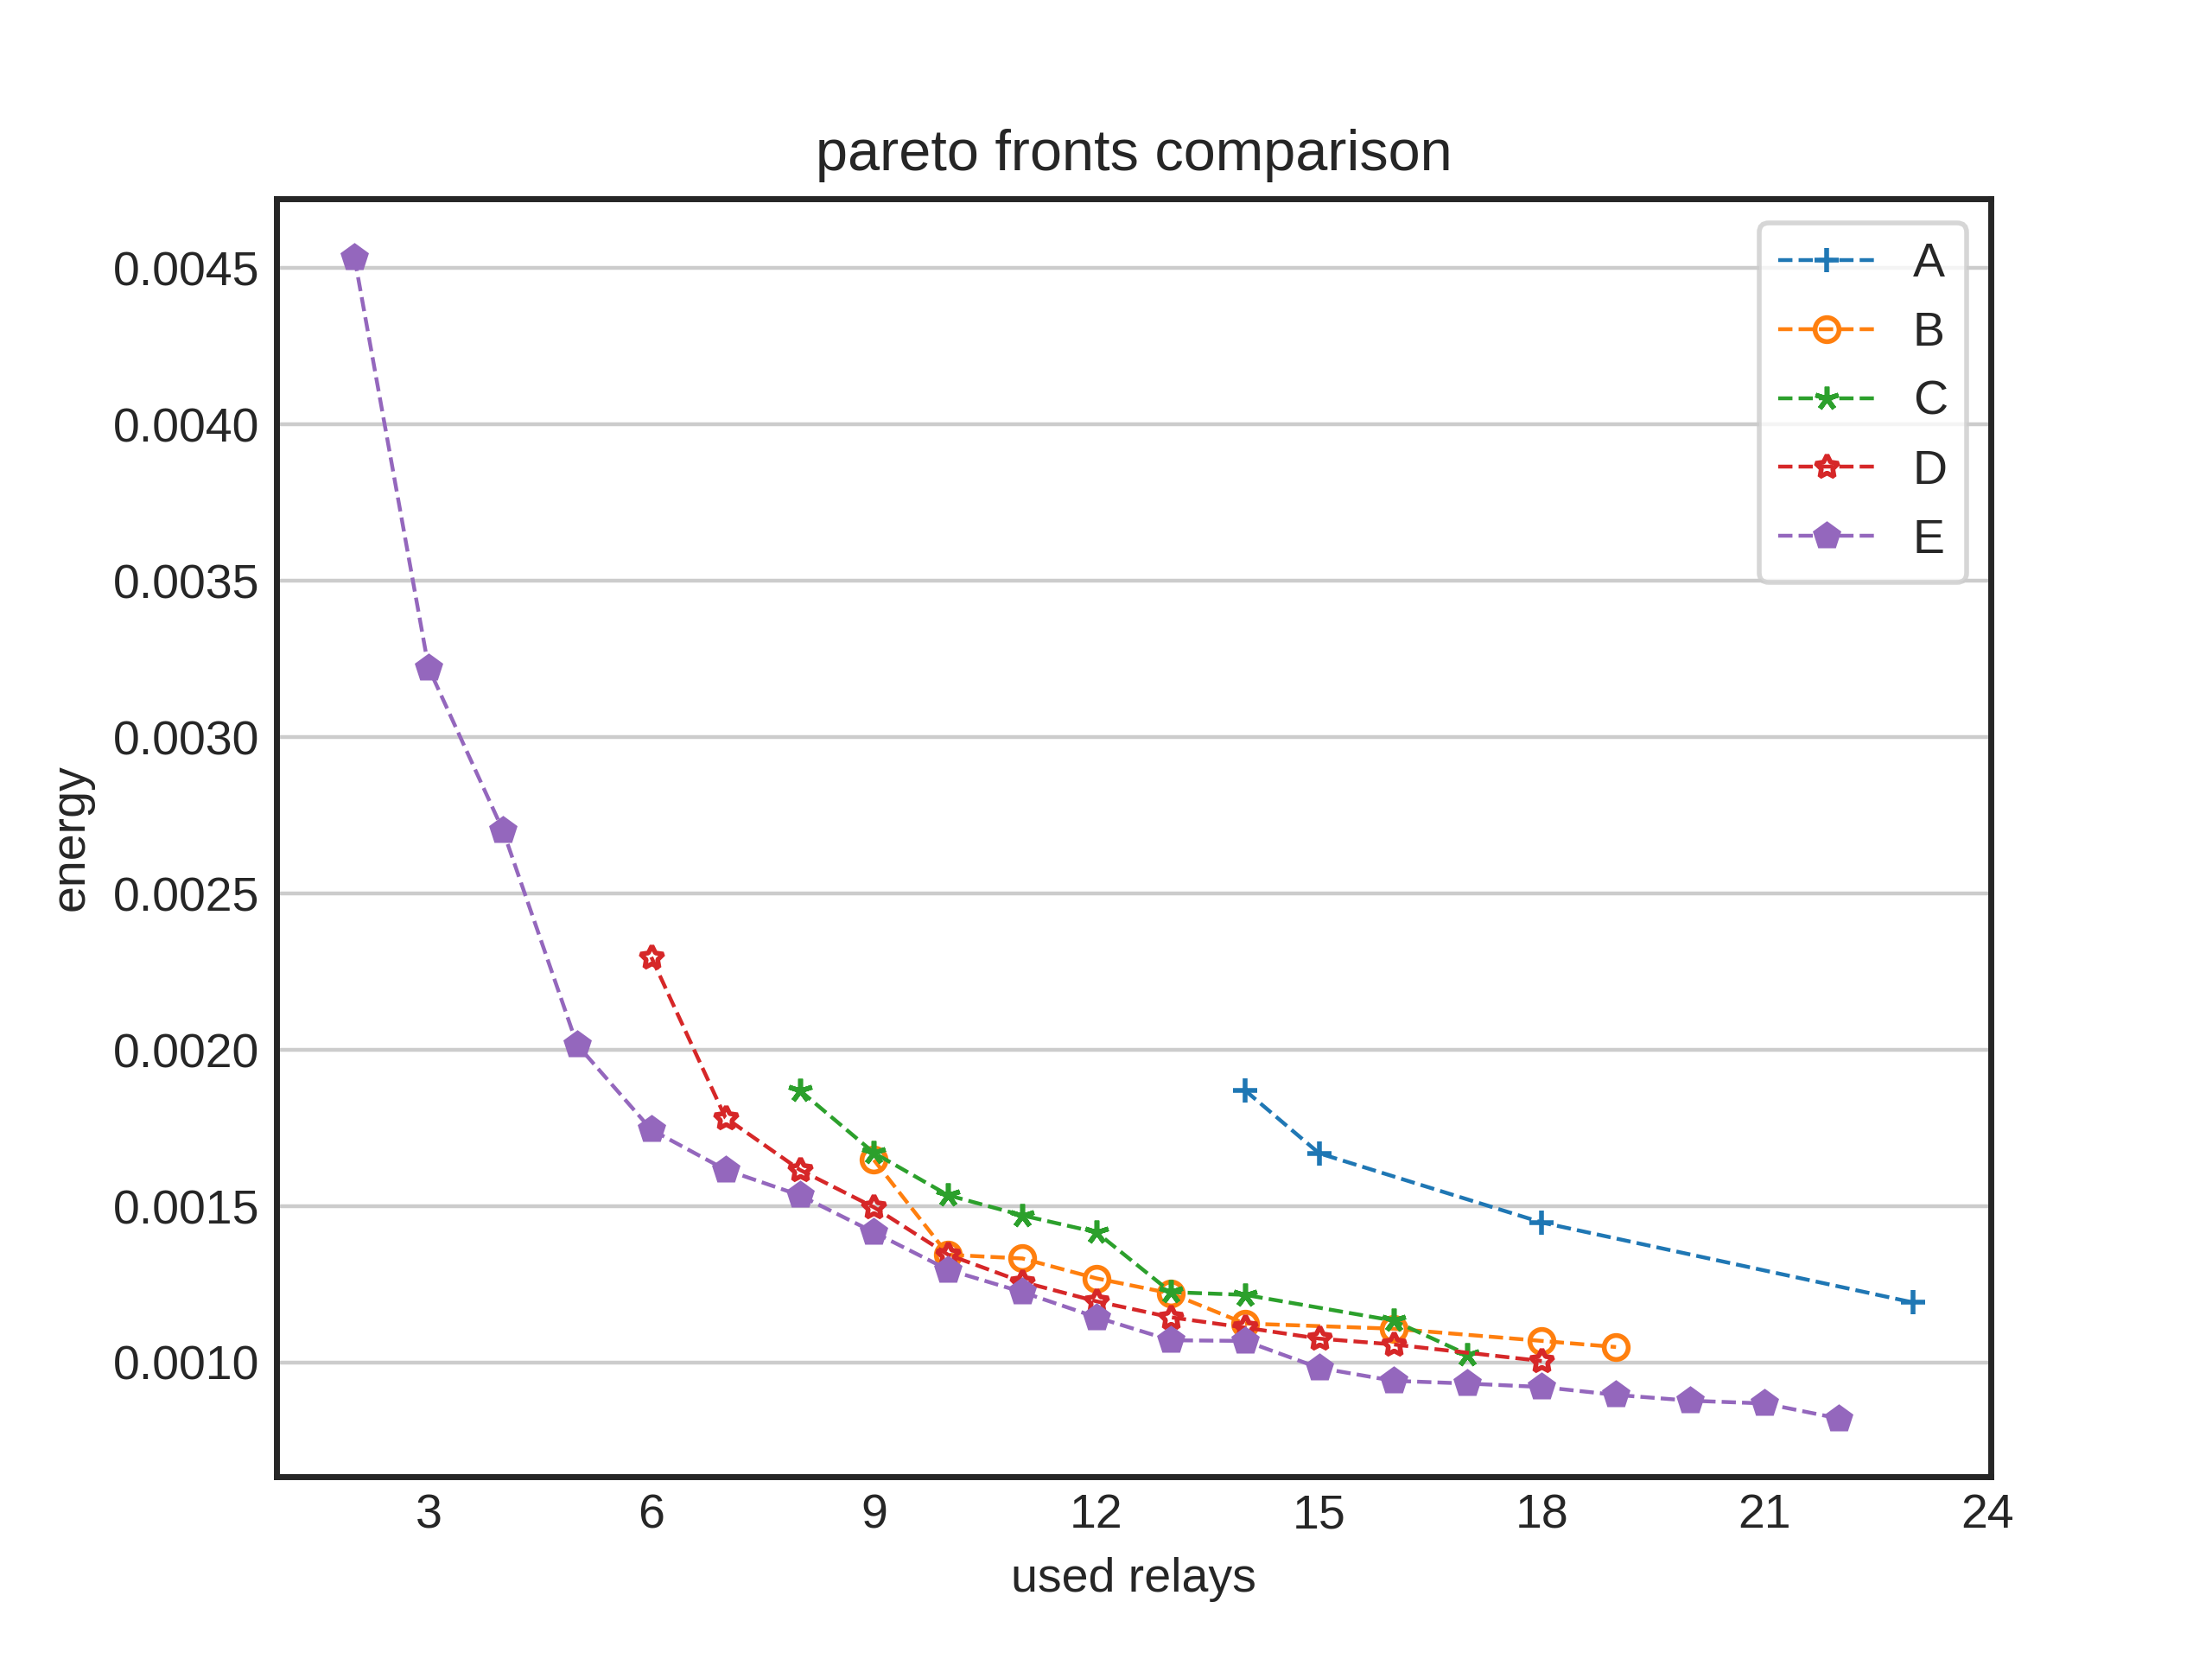 pareto fronts comparison
0.0045
0.0040
0.0035
0.0030
0.0025
0.0020
0.0015
0.0010
energy
A
B
C
D
E
3 6 9 12 15 18 21 24
used relays